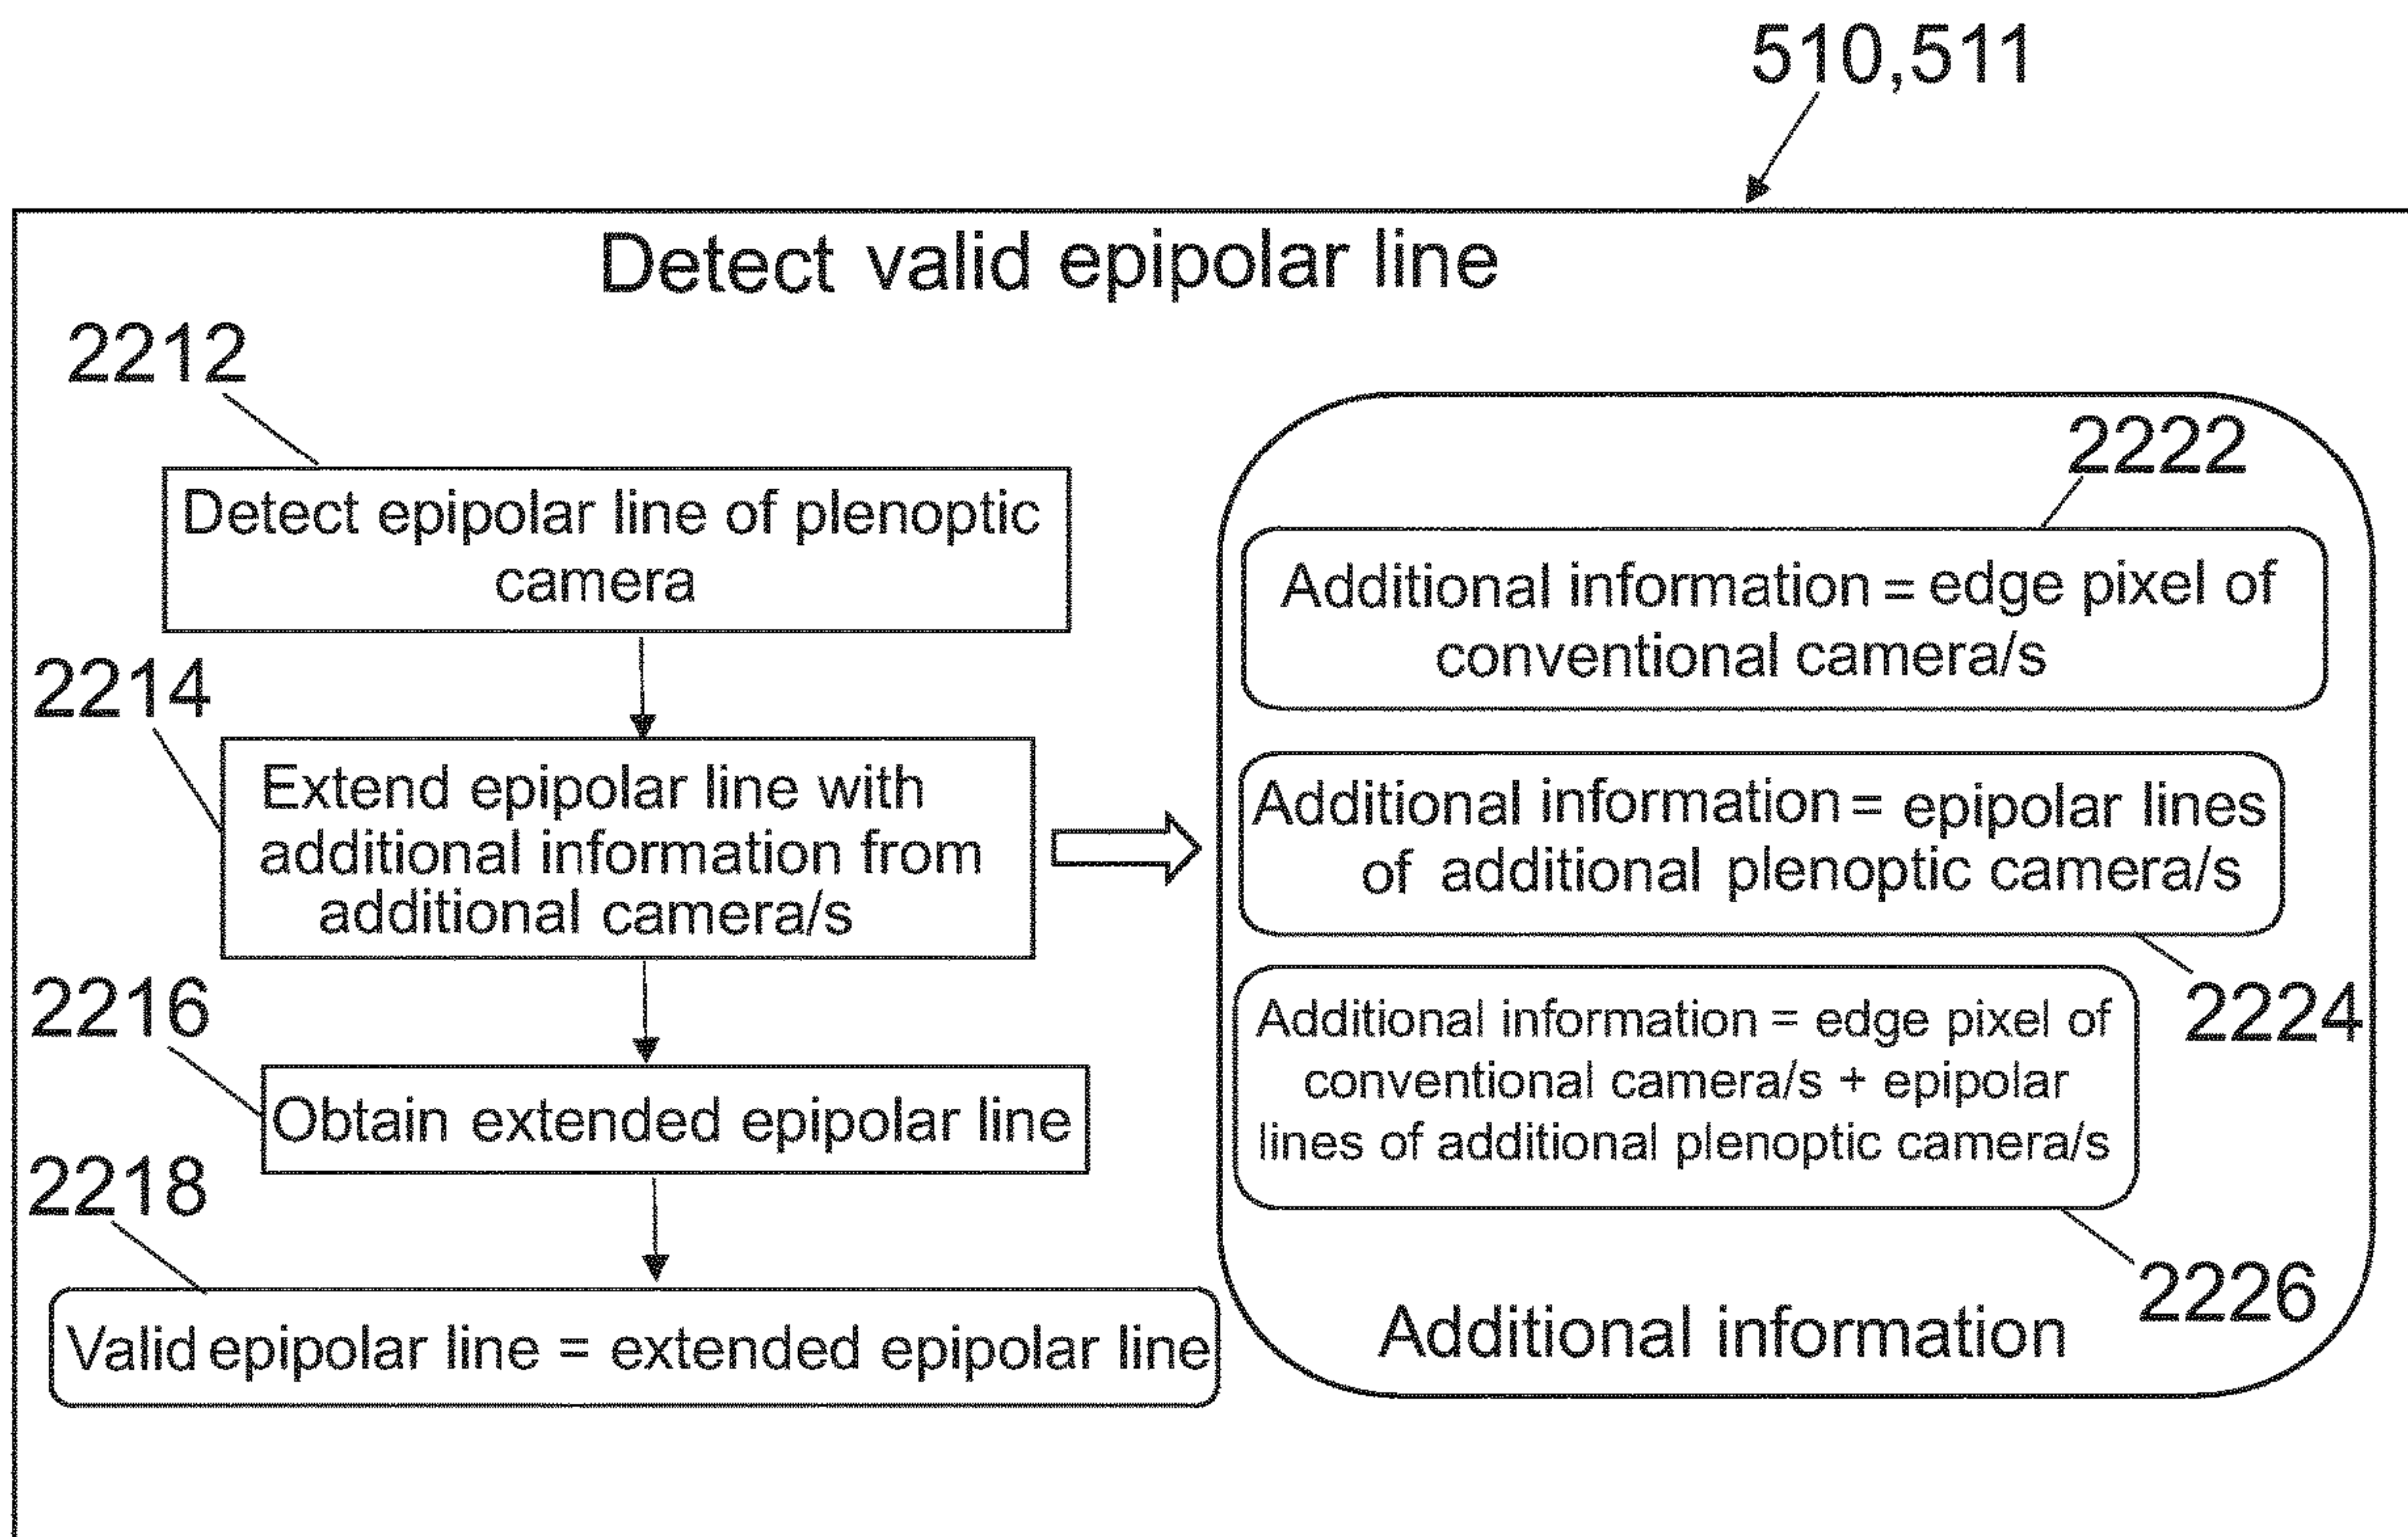 510,511
Detect valid epipolar line
2212
Detect epipolar line of plenoptic
camera
2214
Extend epipolar line with
additional information from
additional camera/s
2216
Obtain extended epipolar line
2218
Valid epipolar line = extended epipolar line
2222
Additional information = edge pixel of
conventional camera/s
Additional information = epipolar lines
of additional plenoptic camera/s
2224
Additional information = edge pixel of
conventional camera/s + epipolar
lines of additional plenoptic camera/s
2226
Additional information